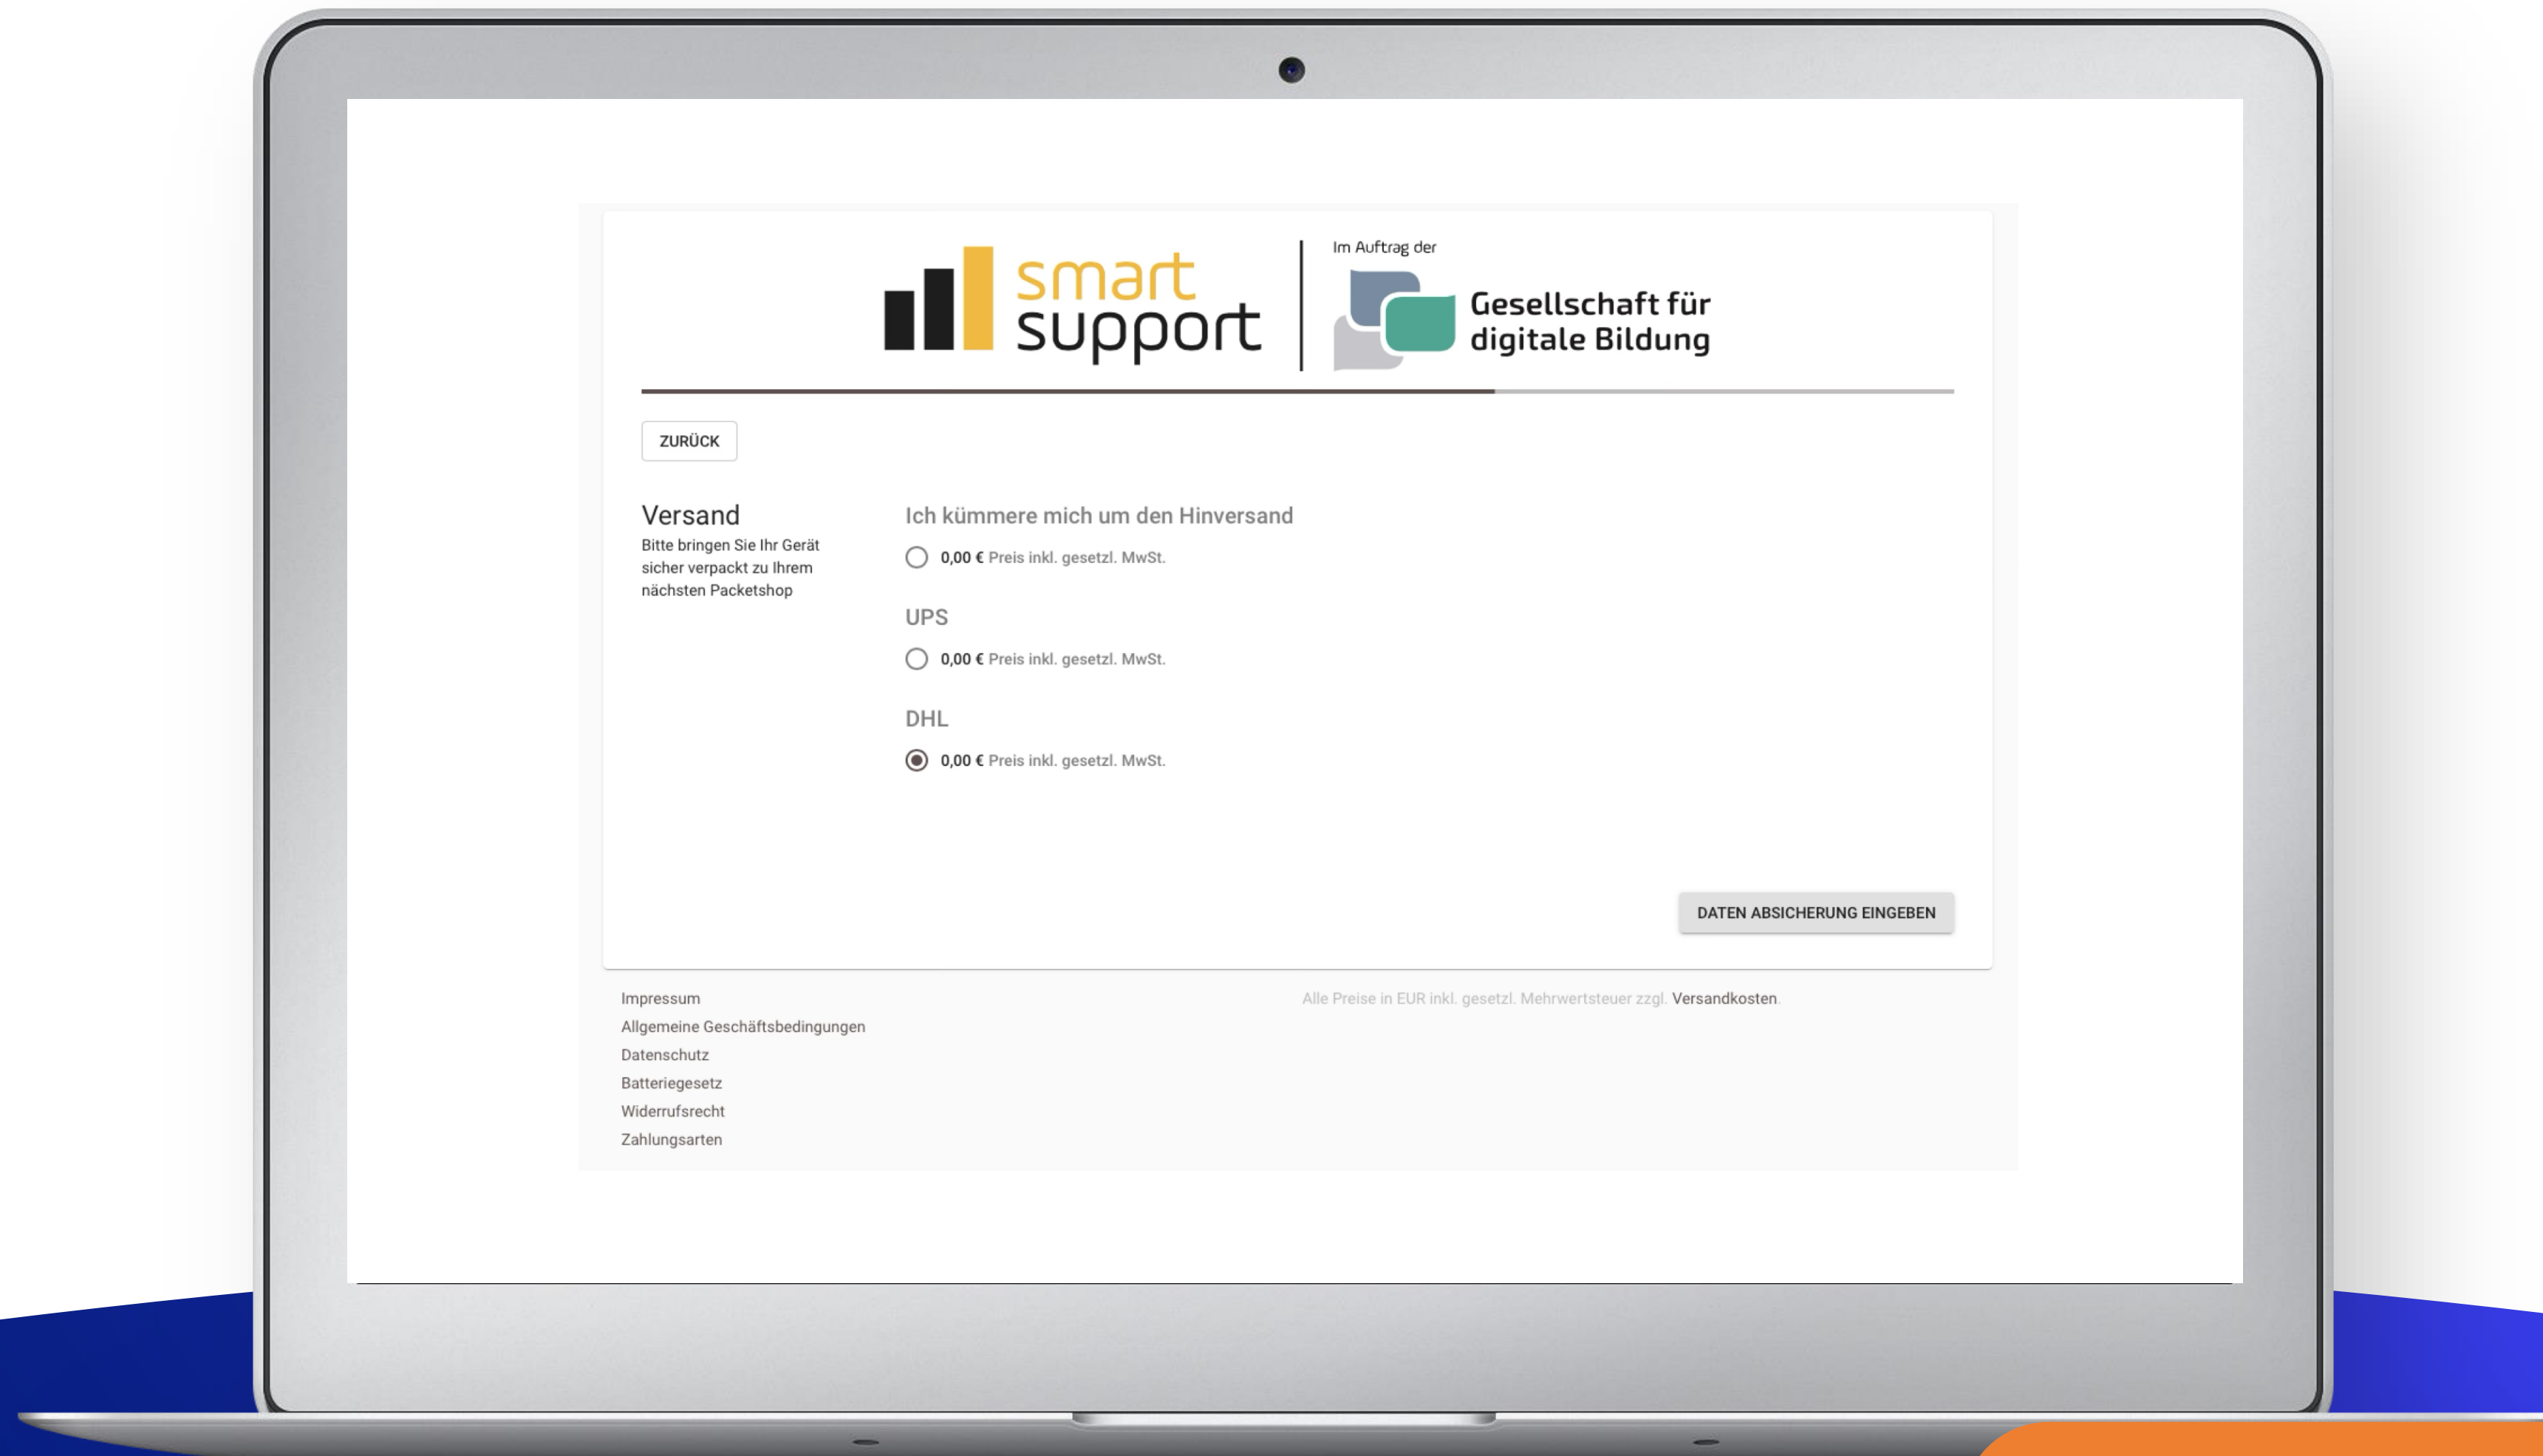 smart
support
Im Auftrag der
Gesellschaft für
digitale Bildung
ZURÜCK
Versand
Bitte bringen Sie Ihr Gerät
sicher verpackt zu Ihrem
nächsten Packetshop
Ich kümmere mich um den Hinversand
0,00 € Preis inkl. gesetzl. MwSt.
UPS
0,00 € Preis inkl. gesetzl. MwSt.
DHL
0,00 € Preis inkl. gesetzl. MwSt.
DATEN ABSICHERUNG EINGEBEN
Impressum
Allgemeine Geschäftsbedingungen
Datenschutz
Batteriegesetz
Widerrufsrecht
Zahlungsarten
Alle Preise in EUR inkl. gesetzl. Mehrwertsteuer zzgl. Versandkosten.